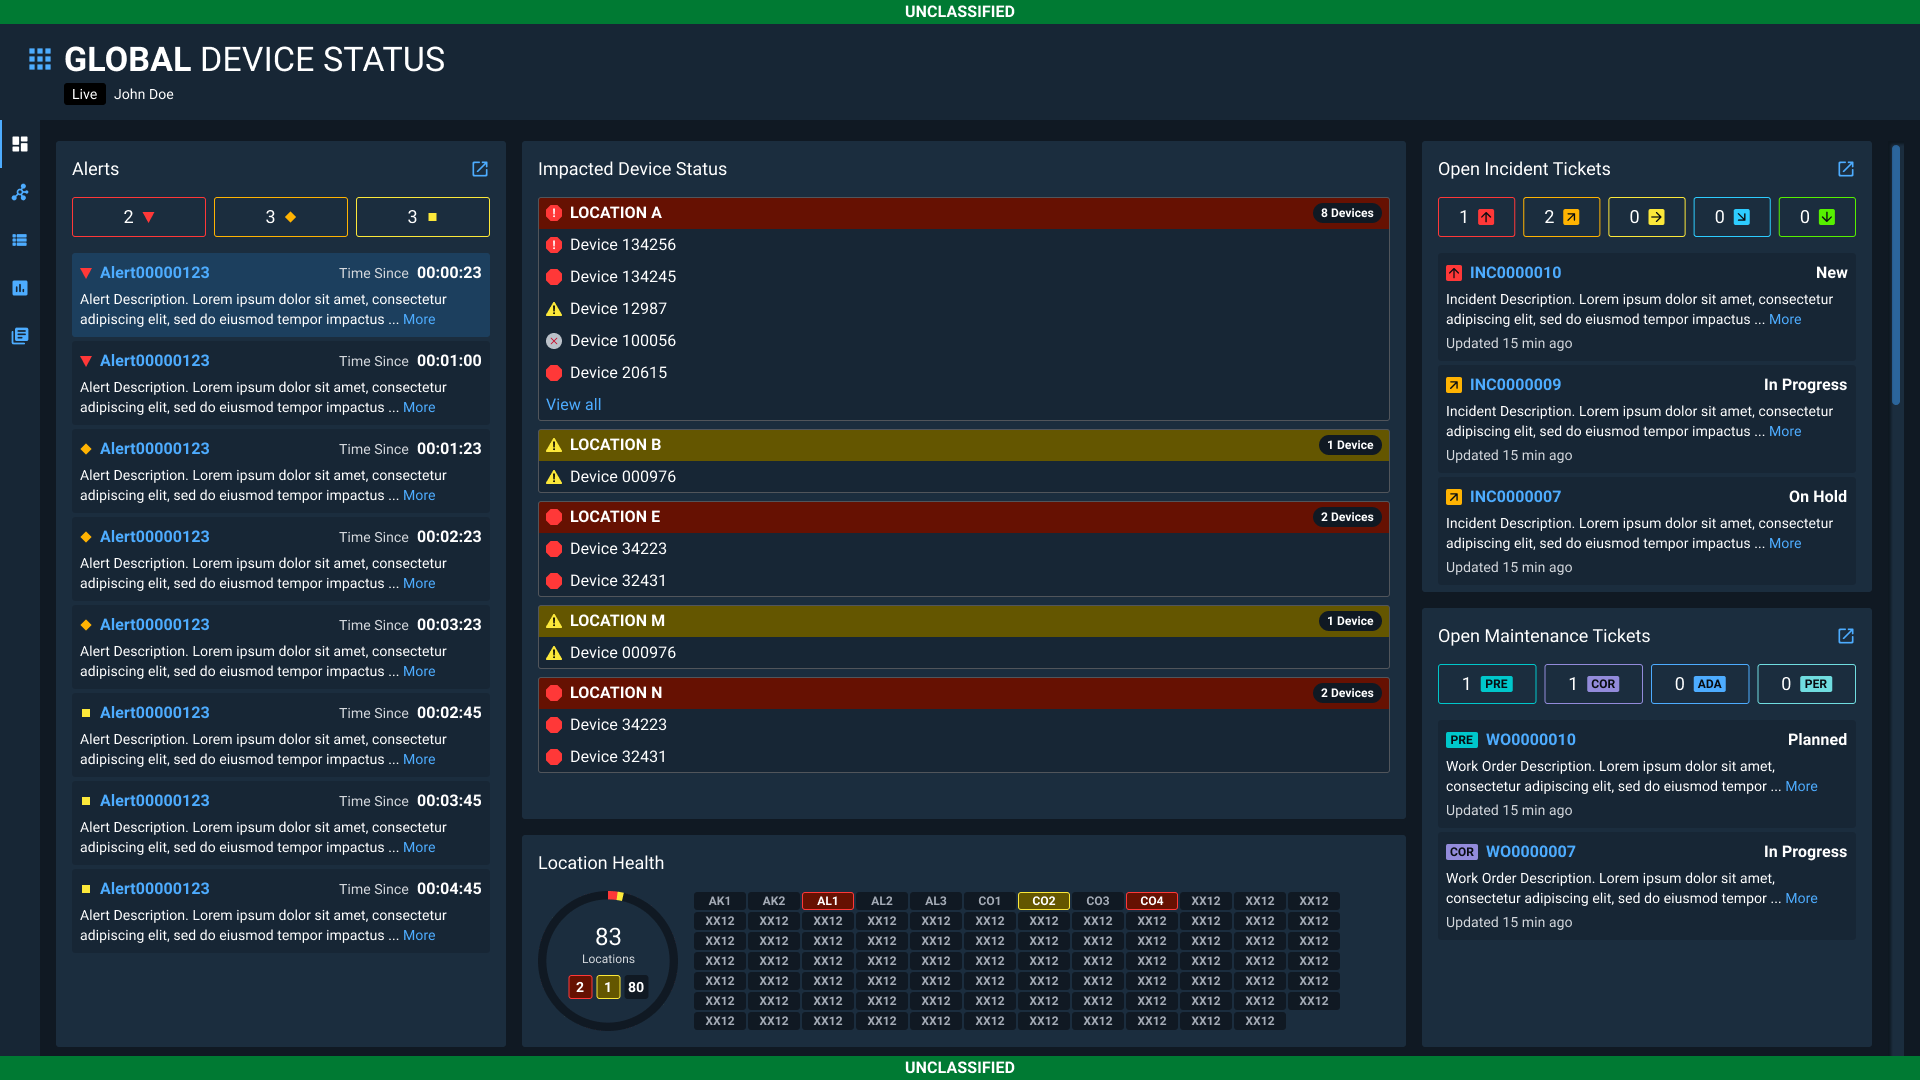 UNCLASSIFIED
GLOBAL DEVICE STATUS
Live John Doe
Alerts
2 3 3
Alert00000123 Time Since 00:00:23
Alert Description. Lorem ipsum dolor sit amet, consectetur
adipiscing elit, sed do eiusmod tempor impactus ... More
Alert00000123 Time Since 00:01:00
Alert Description. Lorem ipsum dolor sit amet, consectetur
adipiscing elit, sed do eiusmod tempor impactus ... More
Alert00000123 Time Since 00:01:23
Alert Description. Lorem ipsum dolor sit amet, consectetur
adipiscing elit, sed do eiusmod tempor impactus ... More
Alert00000123 Time Since 00:02:23
Alert Description. Lorem ipsum dolor sit amet, consectetur
adipiscing elit, sed do eiusmod tempor impactus ... More
Alert00000123 Time Since 00:03:23
Alert Description. Lorem ipsum dolor sit amet, consectetur
adipiscing elit, sed do eiusmod tempor impactus ... More
Alert00000123 Time Since 00:02:45
Alert Description. Lorem ipsum dolor sit amet, consectetur
adipiscing elit, sed do eiusmod tempor impactus ... More
Alert00000123 Time Since 00:03:45
Alert Description. Lorem ipsum dolor sit amet, consectetur
adipiscing elit, sed do eiusmod tempor impactus ... More
Alert00000123 Time Since 00:04:45
Alert Description. Lorem ipsum dolor sit amet, consectetur
adipiscing elit, sed do eiusmod tempor impactus ... More
Impacted Device Status
LOCATION A 8 Devices
Device 134256
Device 134245
Device 12987
Device 100056
Device 20615
View all
LOCATION B 1 Device
Device 000976
LOCATION E 2 Devices
Device 34223
Device 32431
LOCATION M 1 Device
Device 000976
LOCATION N 2 Devices
Device 34223
Device 32431
Location Health
83
Locations
2 1 80
AK1 AK2 AL1 AL2 AL3 CO1 CO2 CO3 CO4 XX12 XX12 XX12
XX12 XX12 XX12 XX12 XX12 XX12 XX12 XX12 XX12 XX12 XX12 XX12
XX12 XX12 XX12 XX12 XX12 XX12 XX12 XX12 XX12 XX12 XX12 XX12
XX12 XX12 XX12 XX12 XX12 XX12 XX12 XX12 XX12 XX12 XX12 XX12
XX12 XX12 XX12 XX12 XX12 XX12 XX12 XX12 XX12 XX12 XX12 XX12
XX12 XX12 XX12 XX12 XX12 XX12 XX12 XX12 XX12 XX12 XX12 XX12
XX12 XX12 XX12 XX12 XX12 XX12 XX12 XX12 XX12 XX12 XX12
Open Incident Tickets
1 2 0 0 0
INC0000010 New
Incident Description. Lorem ipsum dolor sit amet, consectetur
adipiscing elit, sed do eiusmod tempor impactus ... More
Updated 15 min ago
INC0000009 In Progress
Incident Description. Lorem ipsum dolor sit amet, consectetur
adipiscing elit, sed do eiusmod tempor impactus ... More
Updated 15 min ago
INC0000007 On Hold
Incident Description. Lorem ipsum dolor sit amet, consectetur
adipiscing elit, sed do eiusmod tempor impactus ... More
Updated 15 min ago
Open Maintenance Tickets
1 PRE 1 COR 0 ADA 0 PER
PRE WO0000010 Planned
Work Order Description. Lorem ipsum dolor sit amet,
consectetur adipiscing elit, sed do eiusmod tempor ... More
Updated 15 min ago
COR WO0000007 In Progress
Work Order Description. Lorem ipsum dolor sit amet,
consectetur adipiscing elit, sed do eiusmod tempor ... More
Updated 15 min ago
UNCLASSIFIED